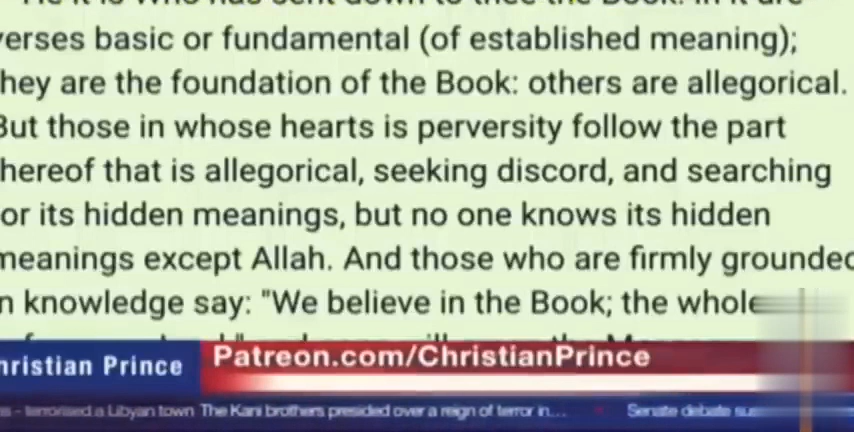 verses basic or fundamental (of established meaning);
hey are the foundation of the Book: others are allegorical.
But those in whose hearts is perversity follow the part
hereof that is allegorical, seeking discord, and searching
or its hidden meanings, but no one knows its hidden
meanings except Allah. And those who are firmly grounded
n knowledge say: "We believe in the Book; the whole
hristian Prince
Patreon.com/ChristianPrince
- terrorised a Libyan town The Kani brothers presided over a reign of terror in...
Senate debate